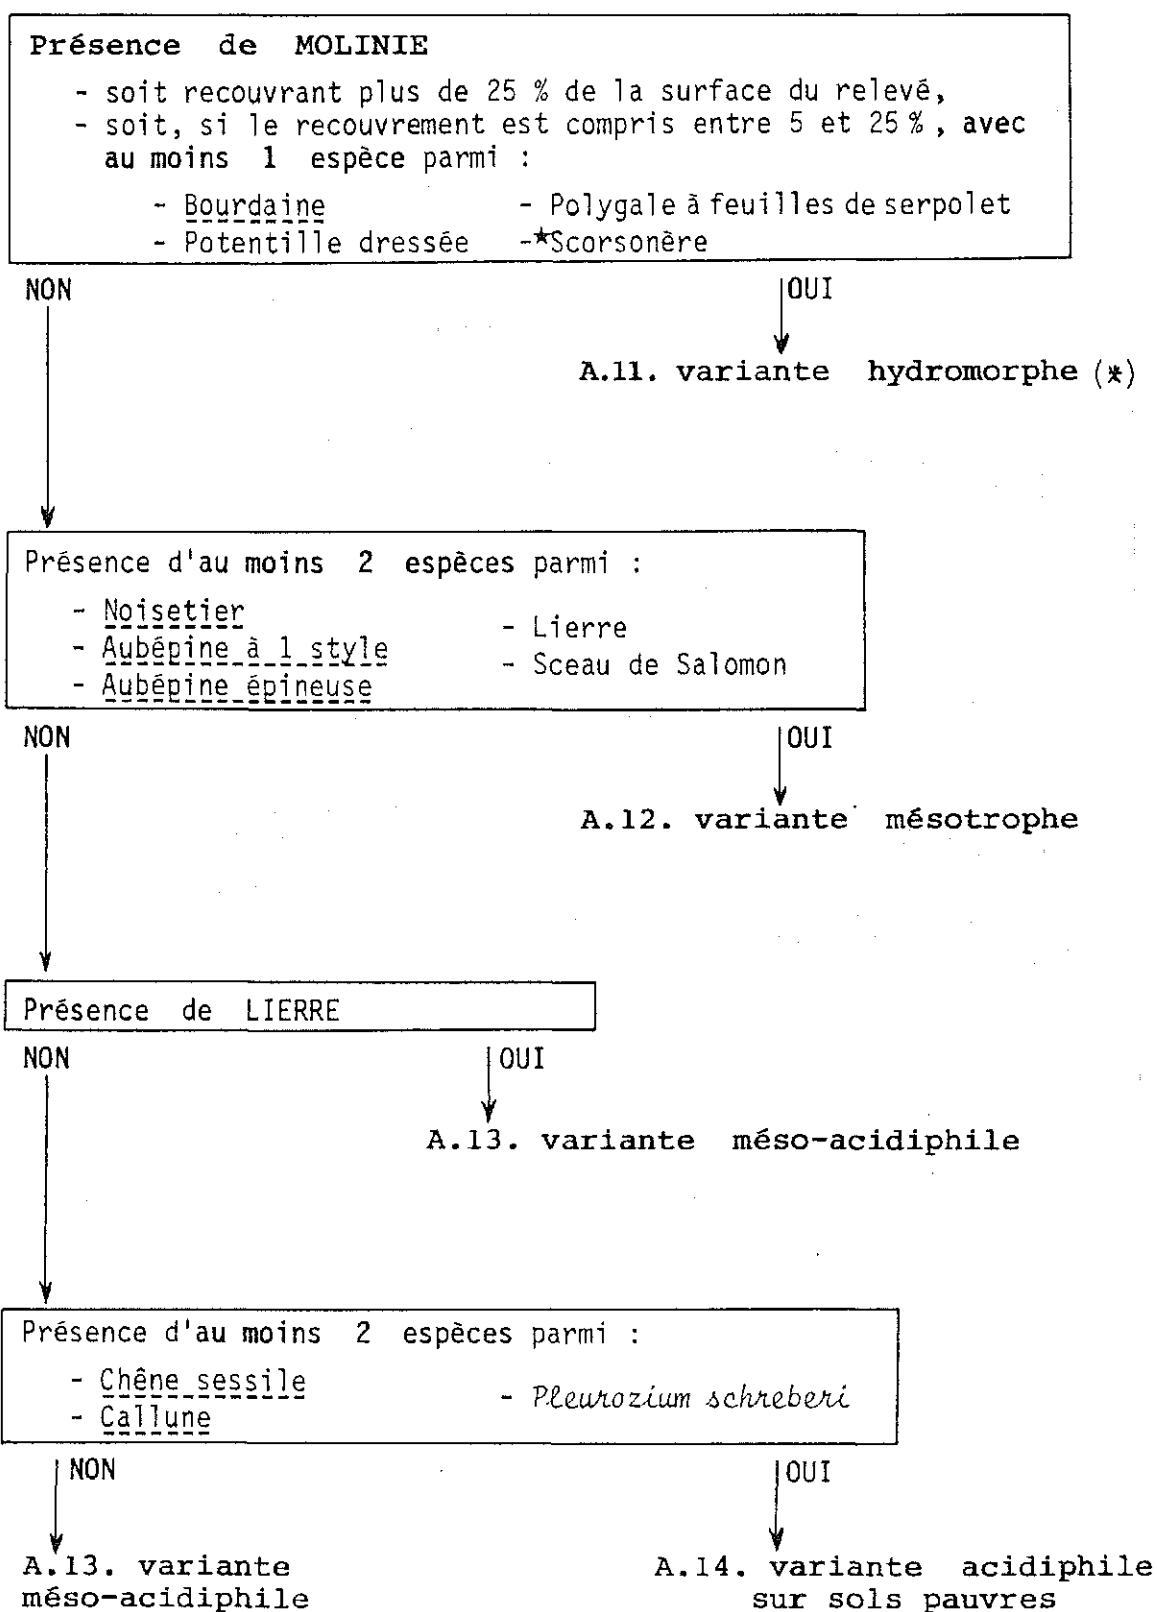 Présence de MOLINIE
- soit recouvrant plus de 25 % de la surface du relevé,
- soit, si le recouvrement est compris entre 5 et 25 %, avec
au moins 1 espèce parmi :
- Bourdaine - Polygale à feuilles de serpolet
- Potentille dressée -★Scorsonère
NON OUI
A.11. variante hydromorphe (*)
Présence d'au moins 2 espèces parmi :
- Noisetier
- Lierre
- Aubépine à 1 style
- Sceau de Salomon
- Aubépine épineuse
NON OUI
A.12. variante mésotrophe
Présence de LIERRE
NON OUI
A.13. variante méso-acidiphile
Présence d'au moins 2 espèces parmi :
- Chêne sessile
- Pleurozium schreberi
- Callune
NON OUI
A.13. variante A.14. variante acidiphile
méso-acidiphile sur sols pauvres